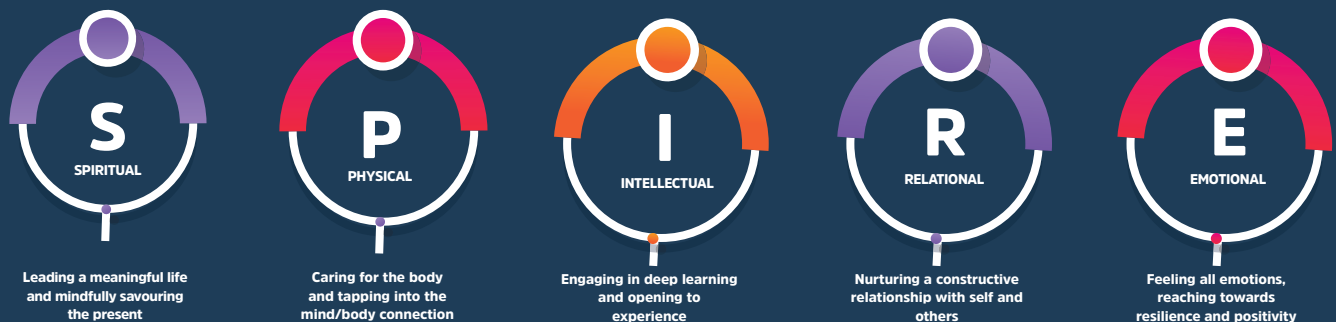 S
SPIRITUAL
Leading a meaningful life
and mindfully savouring
the present
P
PHYSICAL
Caring for the body
and tapping into the
mind/body connection
I
INTELLECTUAL
Engaging in deep learning
and opening to
experience
R
RELATIONAL
Nurturing a constructive
relationship with self and
others
E
EMOTIONAL
Feeling all emotions,
reaching towards
resilience and positivity